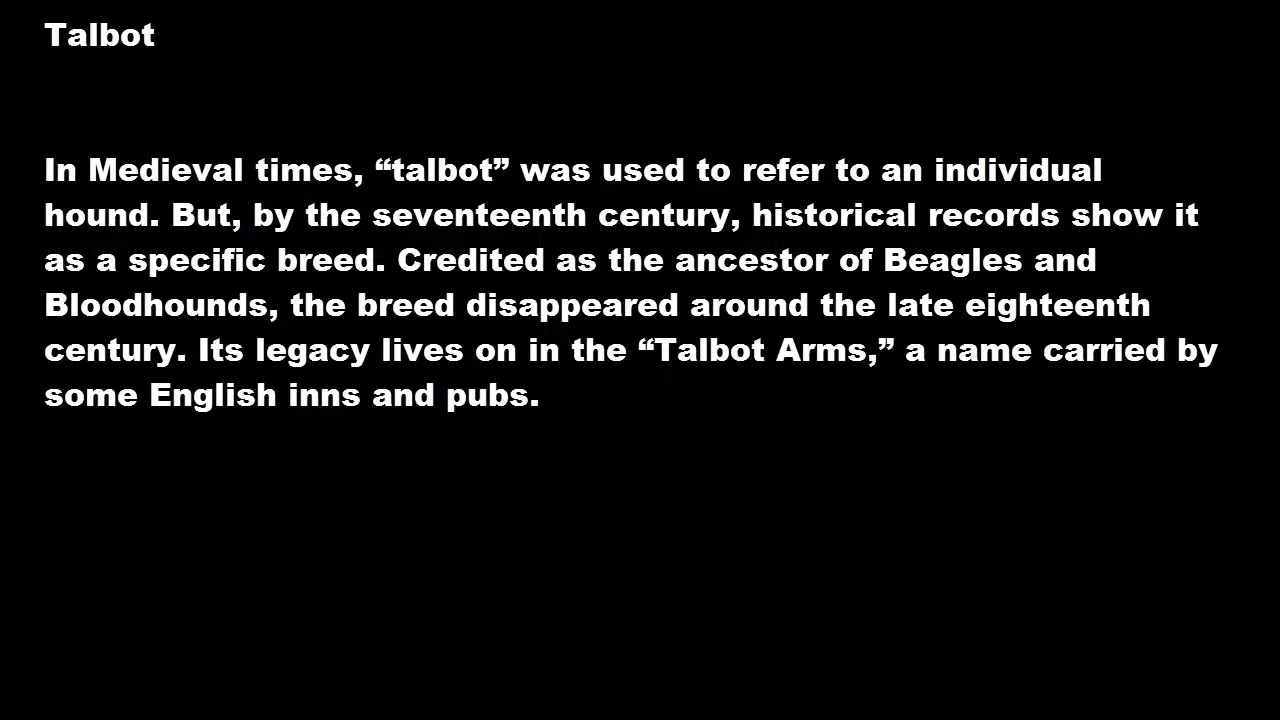 Talbot
In Medieval times, “talbot” was used to refer to an individual
hound. But, by the seventeenth century, historical records show it
as a specific breed. Credited as the ancestor of Beagles and
Bloodhounds, the breed disappeared around the late eighteenth
century. Its legacy lives on in the “Talbot Arms,” a name carried by
some English inns and pubs.